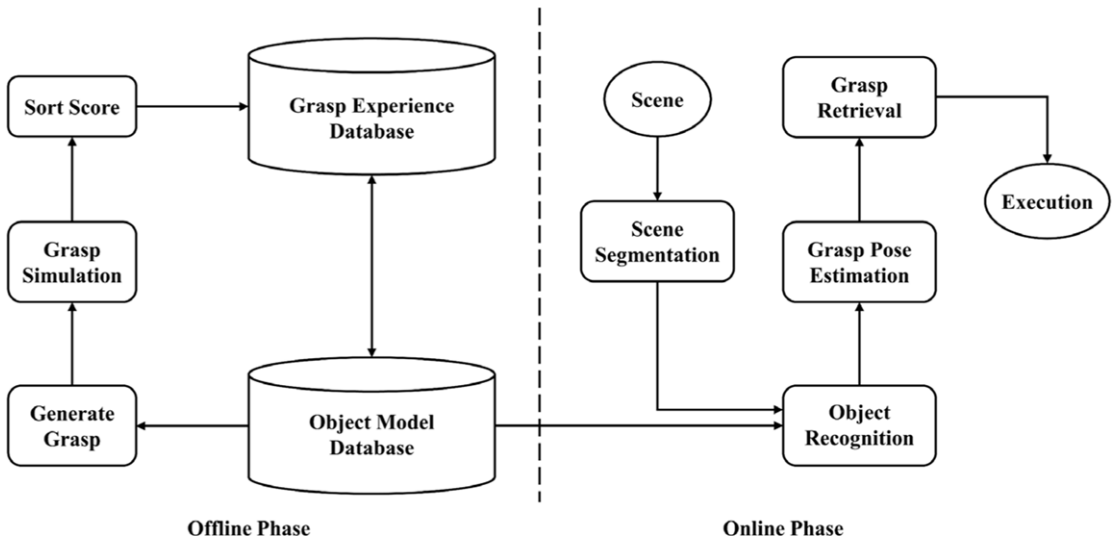 Sort Score
Grasp Experience
Database
Grasp
Simulation
Generate
Grasp
Object Model
Database
Offline Phase
Scene
Scene
Segmentation
Grasp
Retrieval
Execution
Grasp Pose
Estimation
Object
Recognition
Online Phase